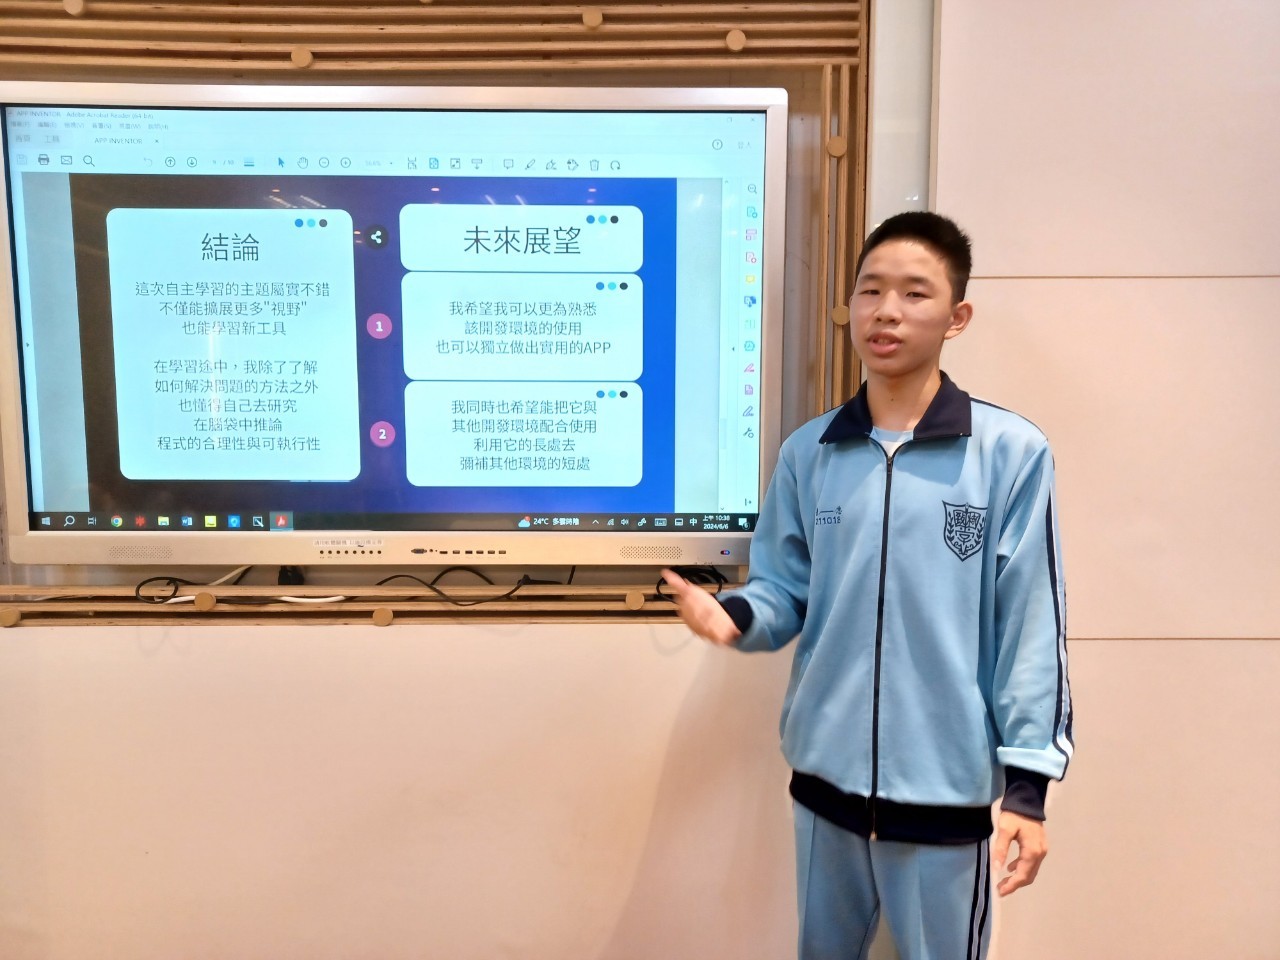 APP INVENTOR - Adobe Acrobat Reader (64-bit)
首頁 工具 APP INVENTOR ×
登入
結論
這次自主學習的主題屬實不錯
不僅能擴展更多"視野"
也能學習新工具
在學習途中，我除了了解
如何解決問題的方法之外
也懂得自己去研究
在腦袋中推論
程式的合理性與可執行性
未來展望
1
我希望我可以更為熟悉
該開發環境的使用
也可以獨立做出實用的APP
2
我同時也希望能把它與
其他開發環境配合使用
利用它的長處去
彌補其他環境的短處
24°C 多雲時陰
中
上午 10:36
2024/6/6